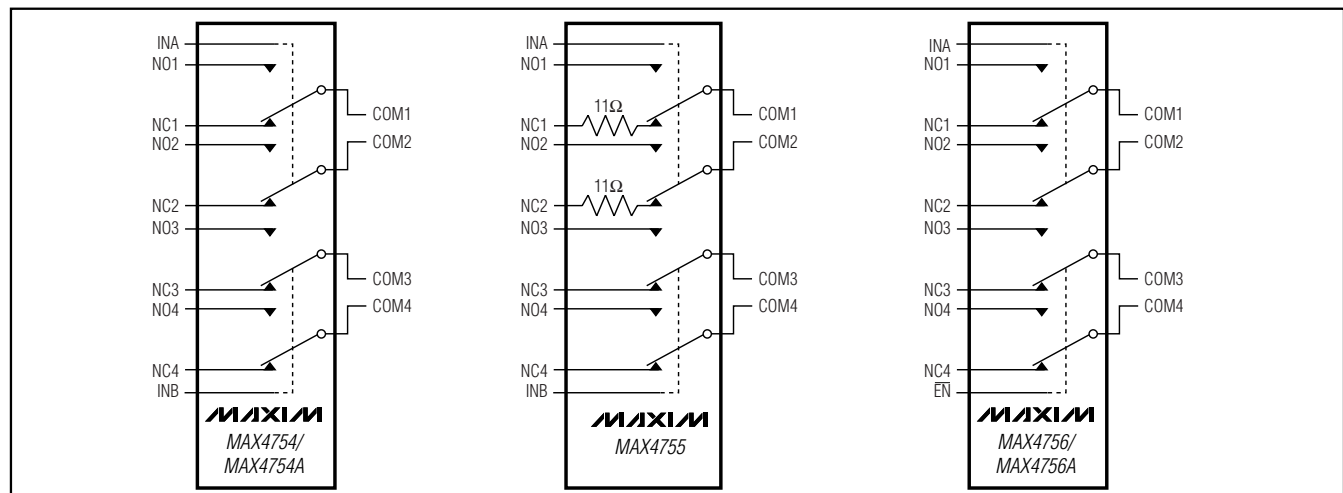 INA
NO1
NC1
NO2
NC2
NO3
NC3
NO4
NC4
INB
COM1
COM2
COM3
COM4
MAXIM
MAX4754/
MAX4754A
INA
NO1
11Ω
NC1
NO2
11Ω
NC2
NO3
NC3
NO4
NC4
INB
COM1
COM2
COM3
COM4
MAXIM
MAX4755
INA
NO1
NC1
NO2
NC2
NO3
NC3
NO4
NC4
E̅N̅
COM1
COM2
COM3
COM4
MAXIM
MAX4756/
MAX4756A